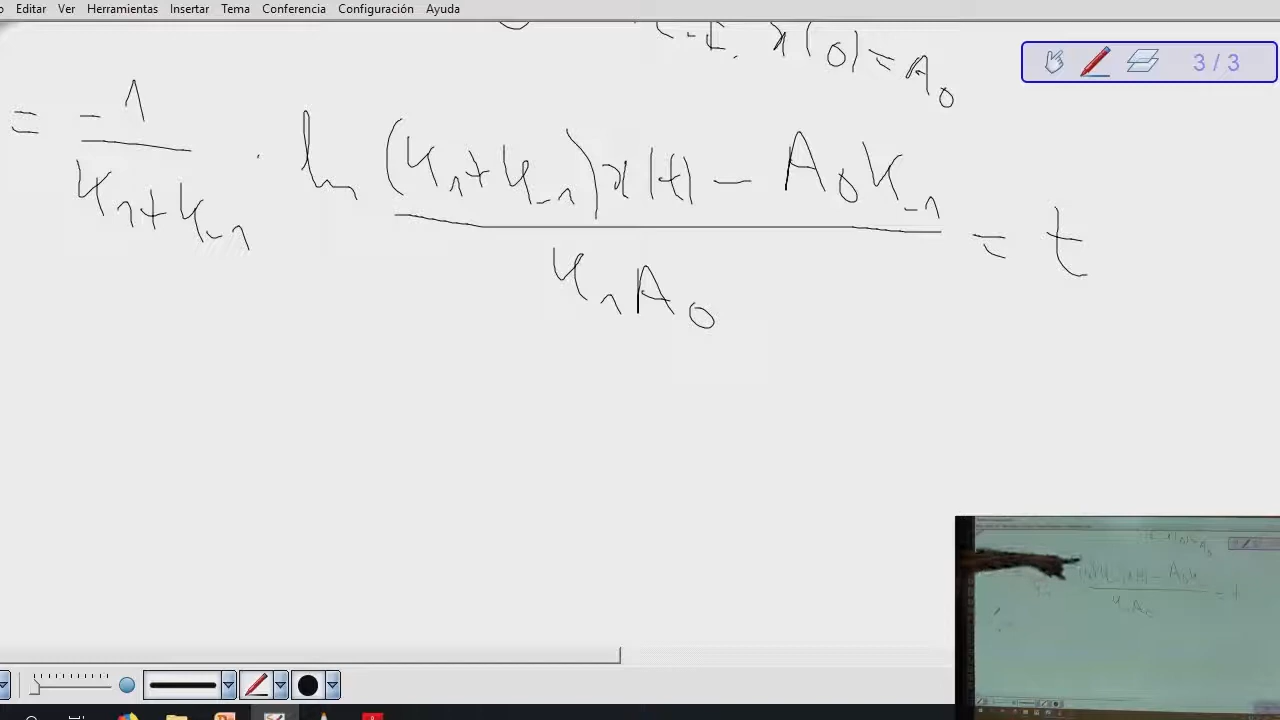 Editar Ver Herramientas Insertar Tema Conferencia Configuración Ayuda
x(0) = A₀
3 / 3
= -1/(k₁+k₋₁) · ln ((k₁+k₋₁)x(t) - A₀k₋₁)/(k₁A₀) = t